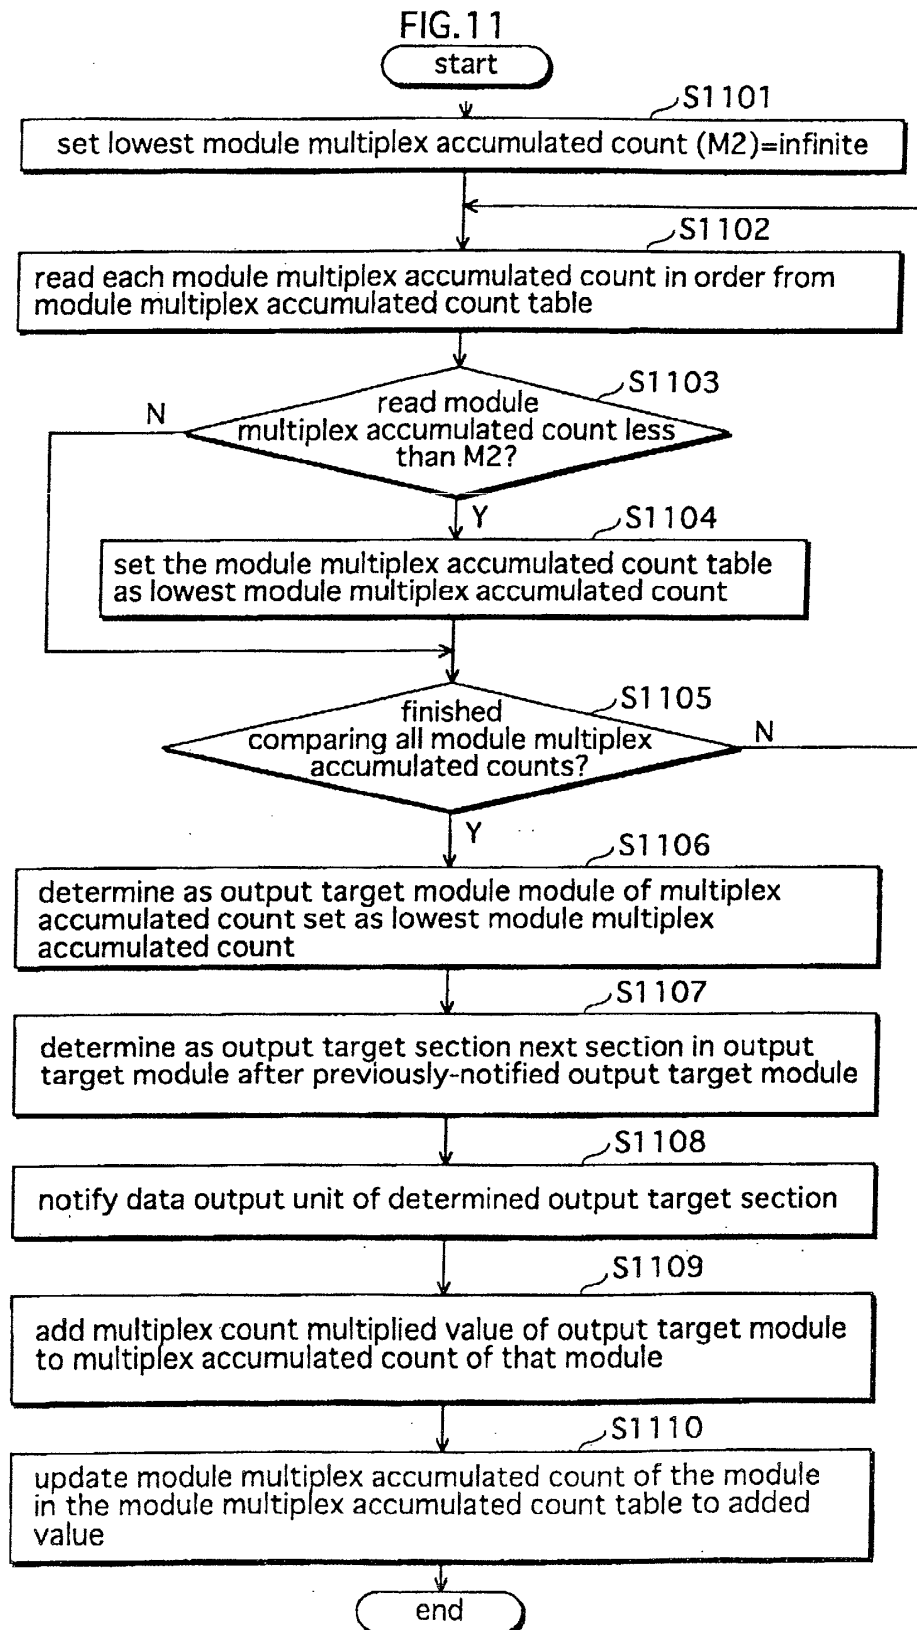 FIG.11
start
S1101
set lowest module multiplex accumulated count (M2)=infinite
S1102
read each module multiplex accumulated count in order from
module multiplex accumulated count table
S1103
read module
multiplex accumulated count less
than M2?
N
Y
S1104
set the module multiplex accumulated count table
as lowest module multiplex accumulated count
S1105
finished
comparing all module multiplex
accumulated counts?
N
Y
S1106
determine as output target module module of multiplex
accumulated count set as lowest module multiplex
accumulated count
S1107
determine as output target section next section in output
target module after previously-notified output target module
S1108
notify data output unit of determined output target section
S1109
add multiplex count multiplied value of output target module
to multiplex accumulated count of that module
S1110
update module multiplex accumulated count of the module
in the module multiplex accumulated count table to added
value
end